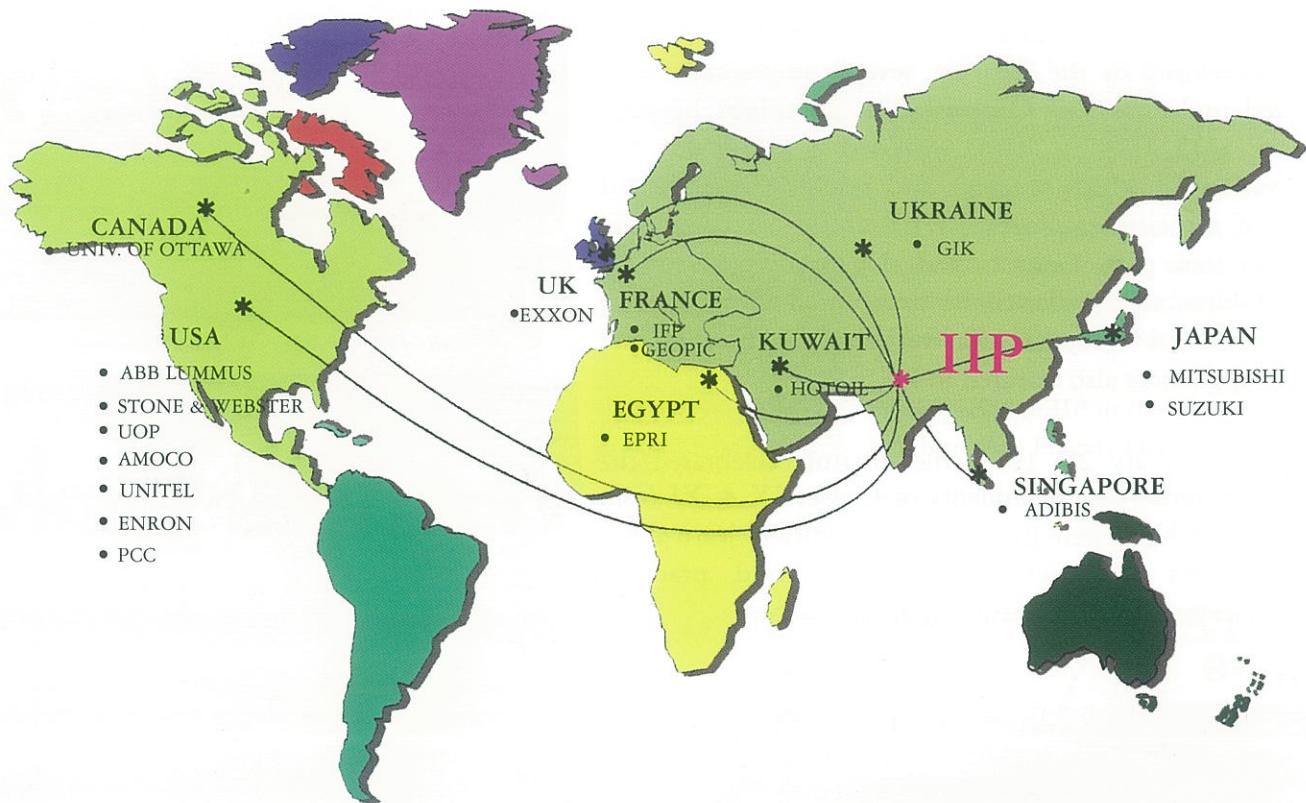 CANADA
• UNIV. OF OTTAWA
USA
• ABB LUMMUS
• STONE & WEBSTER
• UOP
• AMOCO
• UNITEL
• ENRON
• PCC
UK
• EXXON
FRANCE
• IFP
• GEOPIC
EGYPT
• EPRI
KUWAIT
• HOTOIL
UKRAINE
• GIK
IIP
JAPAN
• MITSUBISHI
• SUZUKI
SINGAPORE
• ADIBIS